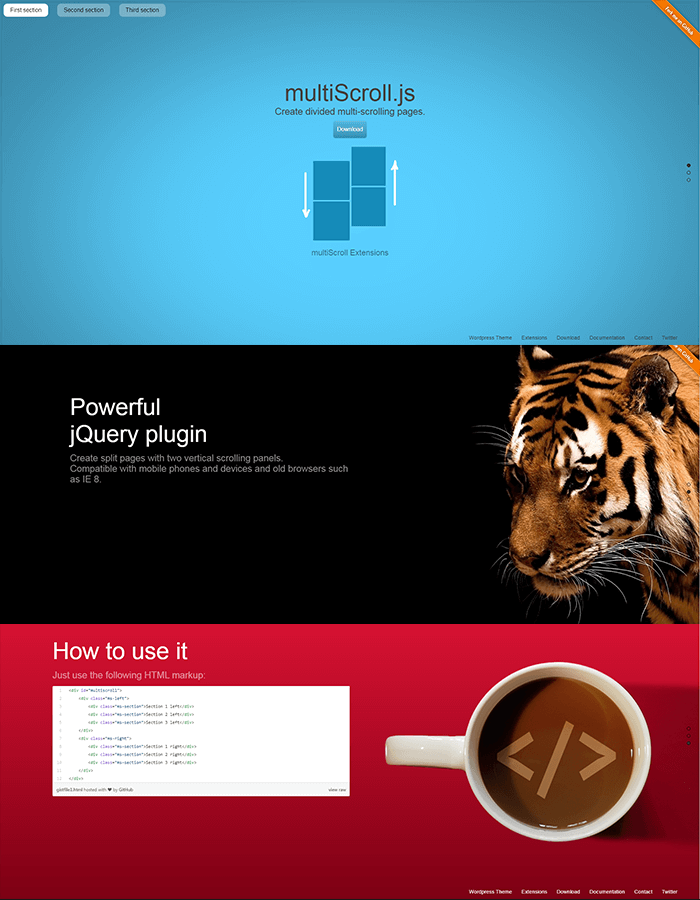 First section
Second section
Third section
Fork me on GitHub
multiScroll.js
Create divided multi-scrolling pages.
Download
multiScroll Extensions
Wordpress Theme Extensions Download Documentation Contact Twitter
on GitHub
Powerful
jQuery plugin
Create split pages with two vertical scrolling panels.
Compatible with mobile phones and devices and old browsers such
as IE 8.
How to use it
Just use the following HTML markup:
1 <div id="multiscroll">
2 <div class="ms-left">
3 <div class="ms-section">Section 1 left</div>
4 <div class="ms-section">Section 2 left</div>
5 <div class="ms-section">Section 3 left</div>
6 </div>
7 <div class="ms-right">
8 <div class="ms-section">Section 1 right</div>
9 <div class="ms-section">Section 2 right</div>
10 <div class="ms-section">Section 3 right</div>
11 </div>
12 </div>
gistfile1.html hosted with ❤ by GitHub view raw
</>
Wordpress Theme Extensions Download Documentation Contact Twitter